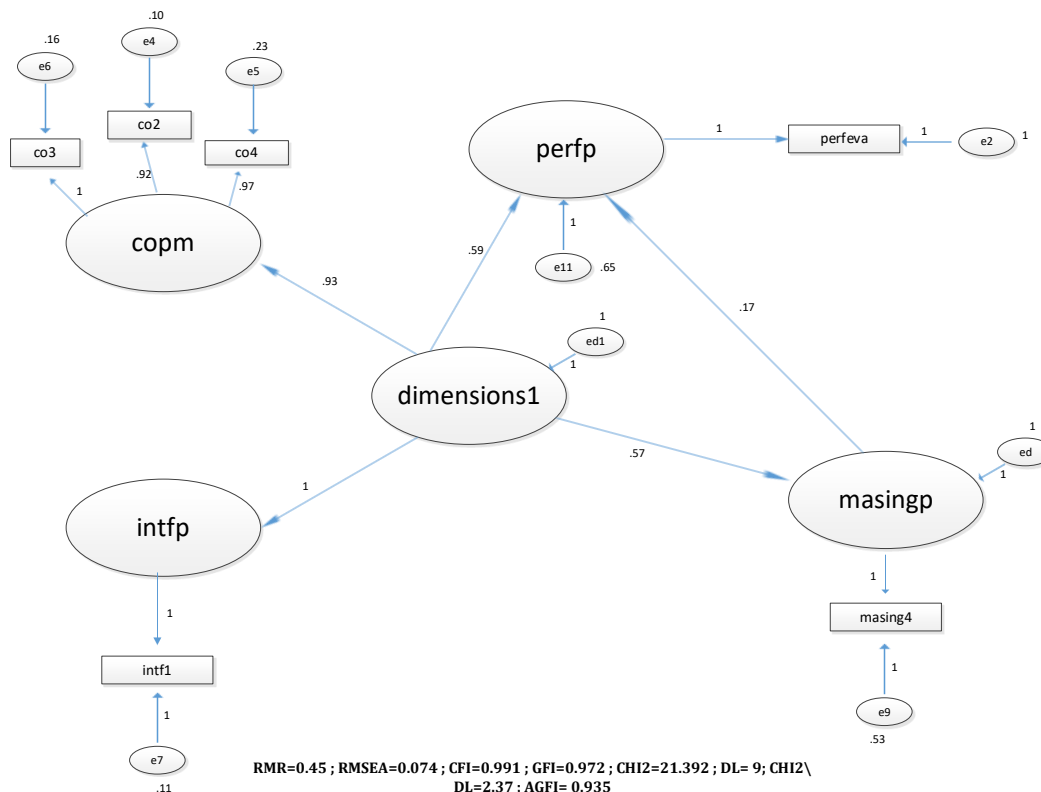 .10
.16
e4
.23
e6
e5
co2
co3
co4
.92
1
.97
copm
perfp
1
perfeva
1
e2
1
1
e11
.65
.59
.93
.17
1
ed1
1
dimensions1
.57
1
ed
1
masingp
1
intfp
1
1
masing4
intf1
1
1
e9
.53
e7
.11
RMR=0.45 ; RMSEA=0.074 ; CFI=0.991 ; GFI=0.972 ; CHI2=21.392 ; DL= 9; CHI2\
DL=2.37 ; AGFI= 0.935